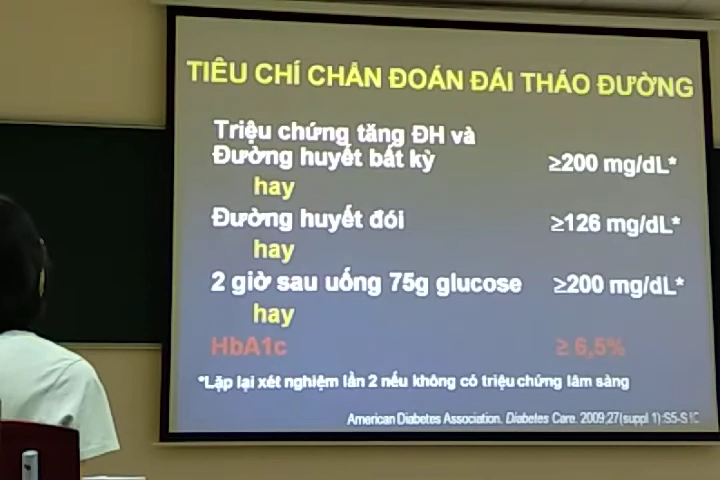 TIÊU CHÍ CHẨN ĐOÁN ĐÁI THÁO ĐƯỜNG
Triệu chứng tăng ĐH và
Đường huyết bất kỳ ≥200 mg/dL*
hay
Đường huyết đói ≥126 mg/dL*
hay
2 giờ sau uống 75g glucose ≥200 mg/dL*
hay
HbA1c ≥ 6,5%
*Lặp lại xét nghiệm lần 2 nếu không có triệu chứng lâm sàng
American Diabetes Association. Diabetes Care. 2009;27(suppl 1):S5-S1